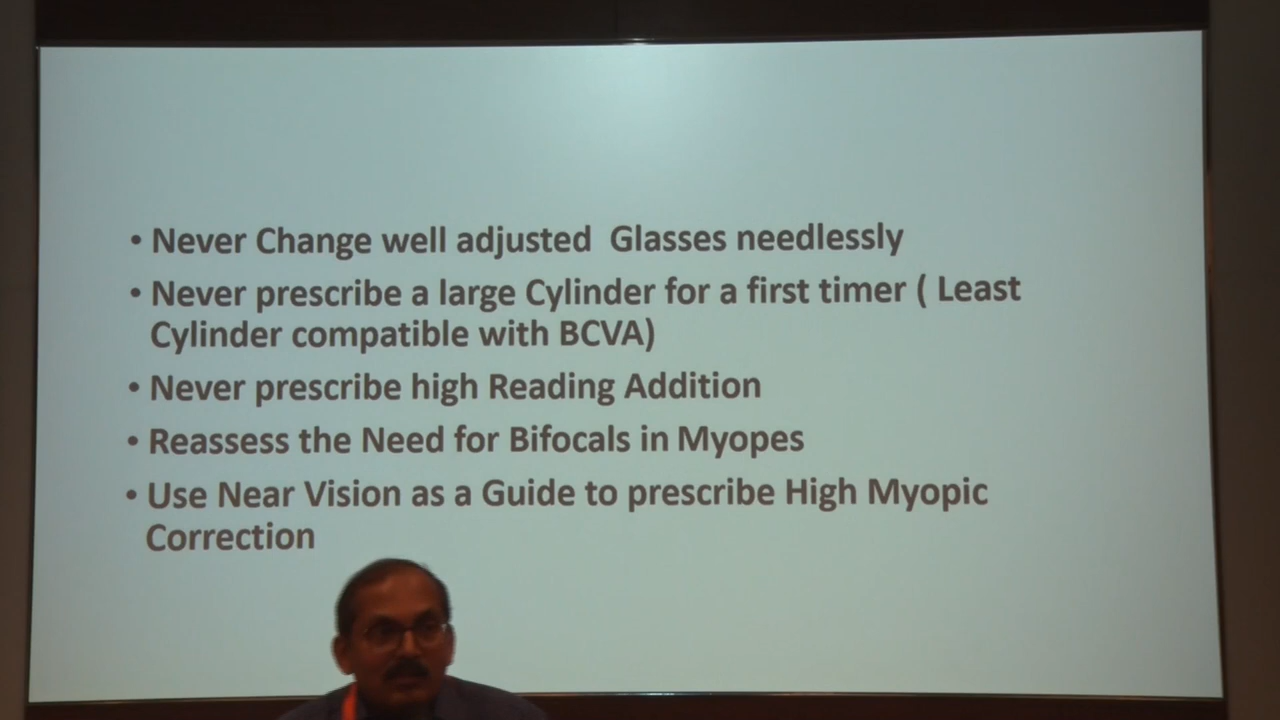 • Never Change well adjusted  Glasses needlessly
• Never prescribe a large Cylinder for a first timer ( Least
Cylinder compatible with BCVA)
• Never prescribe high Reading Addition
• Reassess the Need for Bifocals in Myopes
• Use Near Vision as a Guide to prescribe High Myopic
Correction